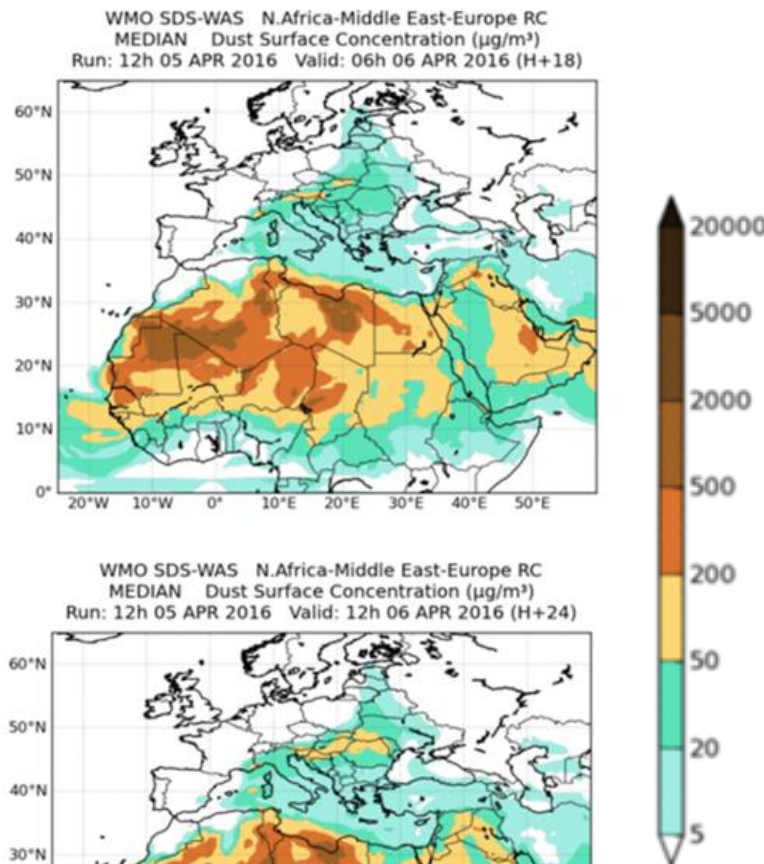 WMO SDS-WAS N.Africa-Middle East-Europe RC
MEDIAN Dust Surface Concentration (µg/m³)
Run: 12h 05 APR 2016 Valid: 06h 06 APR 2016 (H+18)
60°N
50°N
40°N
30°N
20°N
10°N
0°
20°W 10°W 0° 10°E 20°E 30°E 40°E 50°E
20000
5000
2000
500
200
50
20
5
WMO SDS-WAS N.Africa-Middle East-Europe RC
MEDIAN Dust Surface Concentration (µg/m³)
Run: 12h 05 APR 2016 Valid: 12h 06 APR 2016 (H+24)
60°N
50°N
40°N
30°N